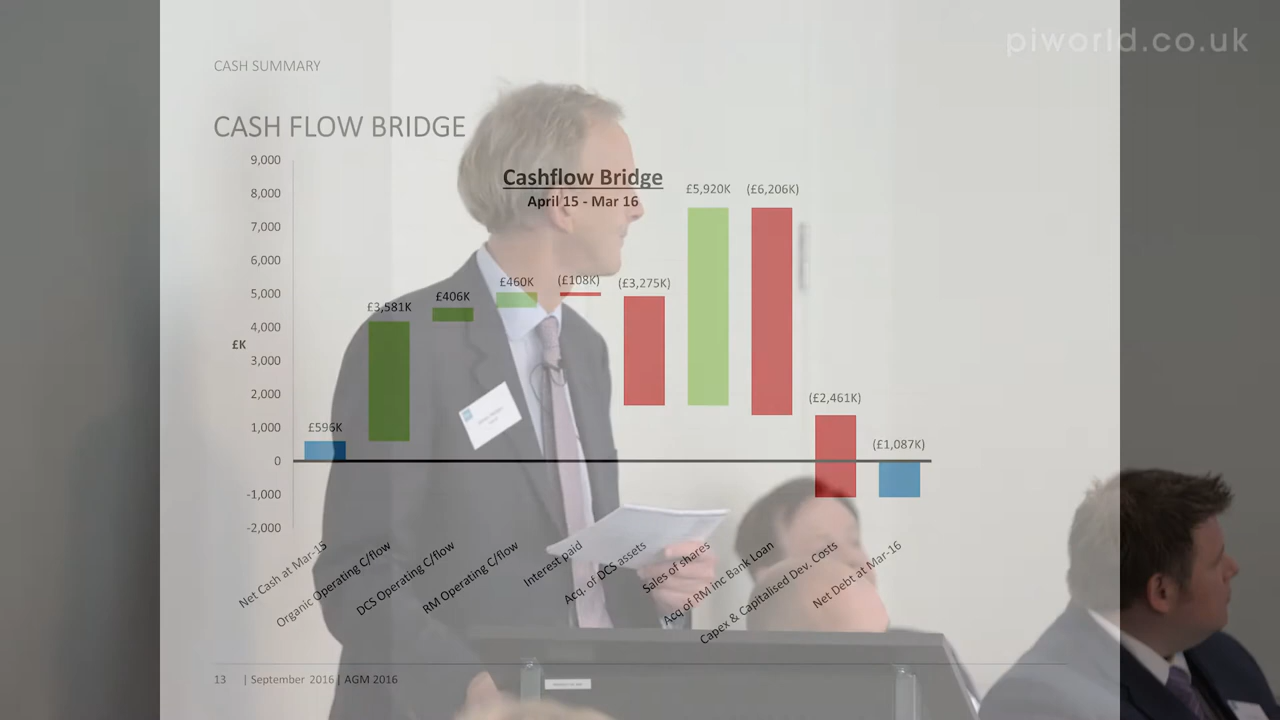 piworld.co.uk
CASH SUMMARY
CASH FLOW BRIDGE
Cashflow Bridge
April 15 - Mar 16
9,000
8,000
7,000
6,000
5,000
4,000
3,000
2,000
1,000
0
-1,000
-2,000
£K
£596K
£3,581K
£406K
£460K
(£108K)
(£3,275K)
£5,920K
(£6,206K)
(£2,461K)
(£1,087K)
Net Cash at Mar-15
Organic Operating C/flow
DCS Operating C/flow
RM Operating C/flow
Interest paid
Acq. of DCS assets
Sales of shares
Acq of RM inc Bank Loan
Capex & Capitalised Dev. Costs
Net Debt at Mar-16
13 | September 2016 | AGM 2016